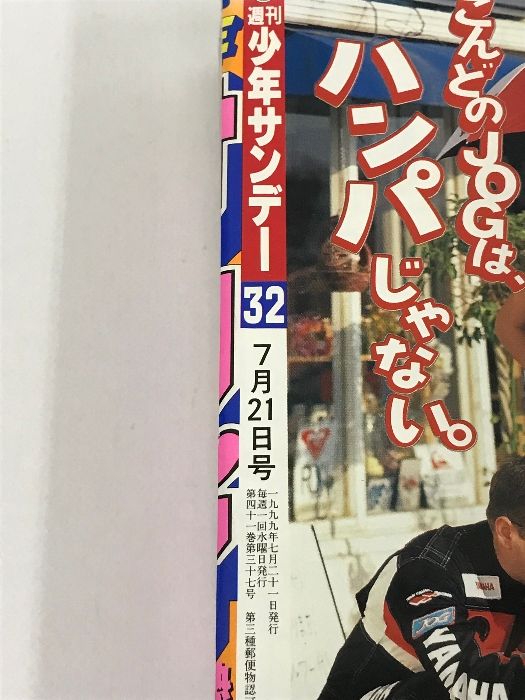 こんどのJOGは、
ハンパじゃない。
週刊
少年サンデー
32
7月21日号
一九九九年七月二十一日発行
毎週一回水曜日発行
第四十一巻第三十七号 第三種郵便物認
YAMAHA
JOG
YAMAHA